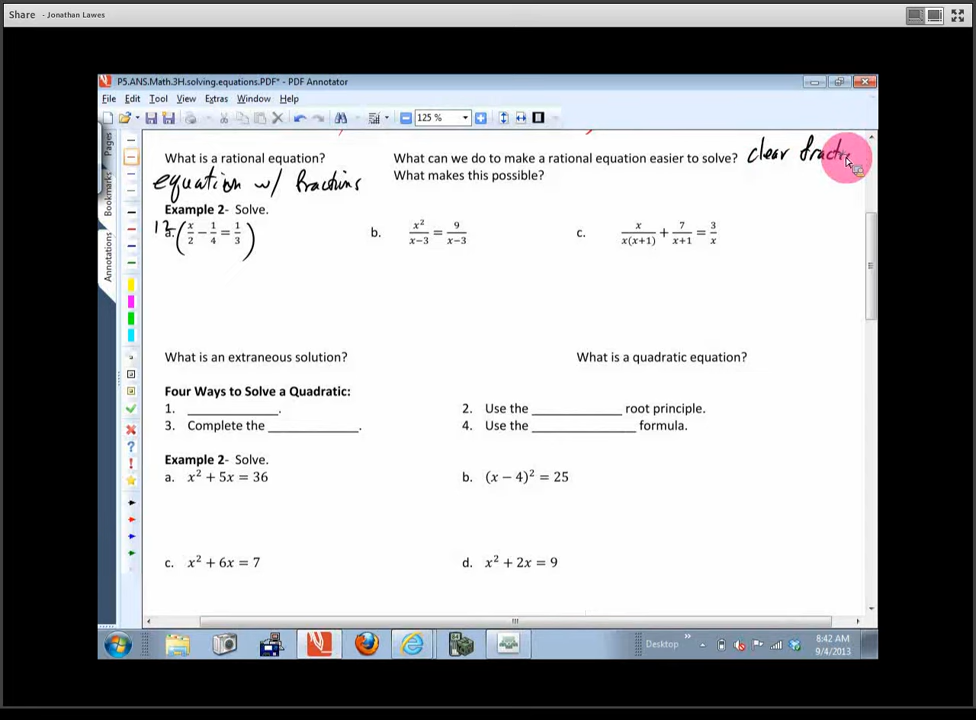 Share - Jonathan Lawes
P5.ANS.Math.3H.solving.equations.PDF* - PDF Annotator
File Edit Tool View Extras Window Help
125 %
Pages
Bookmarks
Annotations
What is a rational equation? What can we do to make a rational equation easier to solve? clear fract
equation w/ fractions What makes this possible?
Example 2- Solve.
12(x/2 − 1/4 = 1/3) b. x²/(x−3) = 9/(x−3) c. x/(x(x+1)) + 7/(x+1) = 3/x
What is an extraneous solution? What is a quadratic equation?
Four Ways to Solve a Quadratic:
1. ____________. 2. Use the ____________ root principle.
3. Complete the ____________. 4. Use the ____________ formula.
Example 2- Solve.
a. x² + 5x = 36 b. (x − 4)² = 25
c. x² + 6x = 7 d. x² + 2x = 9
Desktop 8:42 AM
9/4/2013